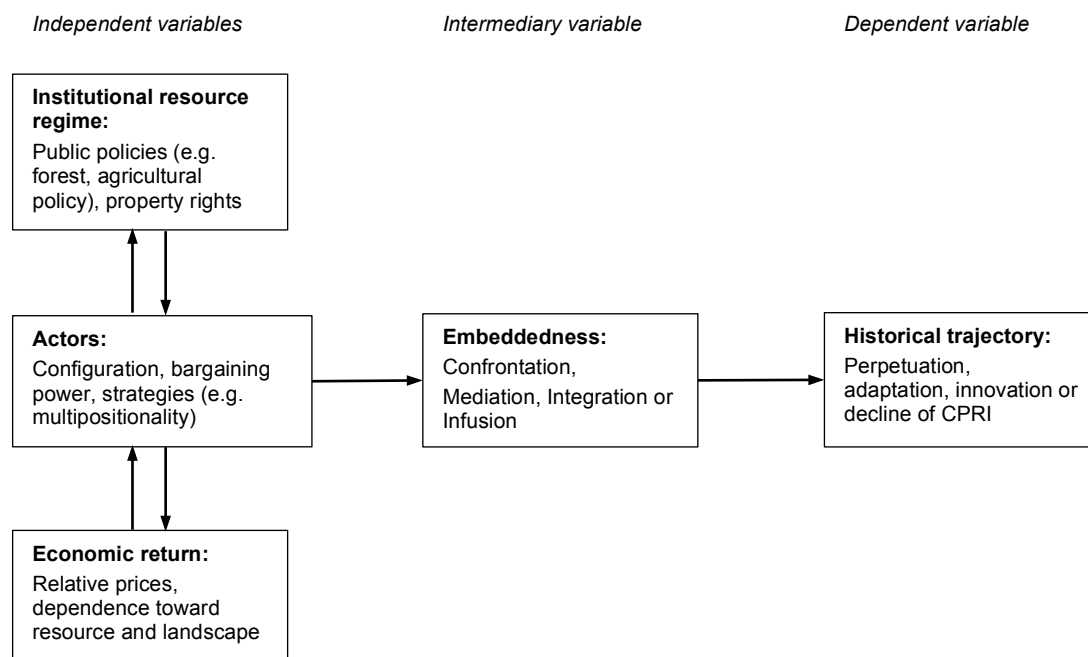 Independent variables
Intermediary variable
Dependent variable
Institutional resource
regime:
Public policies (e.g.
forest, agricultural
policy), property rights
Actors:
Configuration, bargaining
power, strategies (e.g.
multipositionality)
Embeddedness:
Confrontation,
Mediation, Integration or
Infusion
Historical trajectory:
Perpetuation,
adaptation, innovation or
decline of CPRI
Economic return:
Relative prices,
dependence toward
resource and landscape